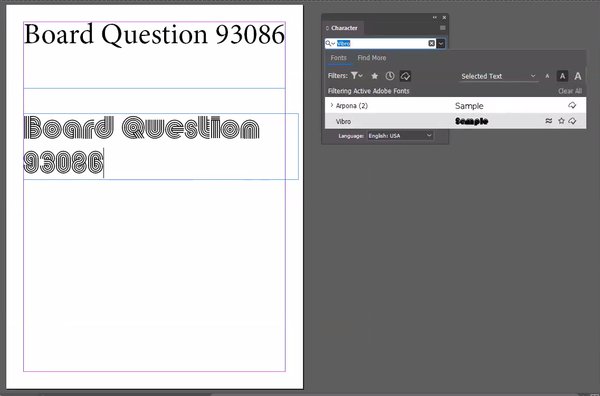 Board Question 93086
Board Question
93086
Character
Vibro
Fonts Find More
Filters: Selected Text A A A
Filtering Active Adobe Fonts Clear All
Arpona (2) Sample
Vibro Sample
Language: English: USA